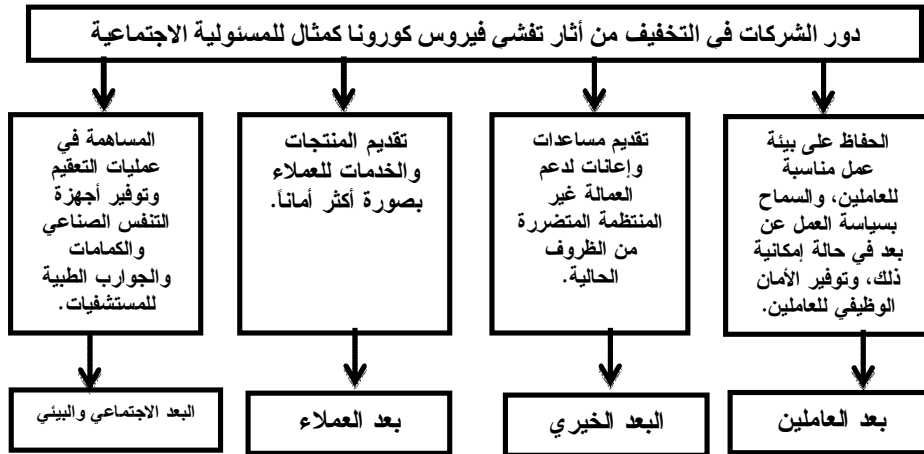 دور الشركات في التخفيف من أثار تفشي فيروس كورونا كمثال للمسئولية الاجتماعية
الحفاظ على بيئة
عمل مناسبة
للعاملين، والسماح
بسياسة العمل عن
بعد في حالة إمكانية
ذلك، وتوفير الأمان
الوظيفي للعاملين.
تقديم مساعدات
وإعانات لدعم
العمالة غير
المنتظمة المتضررة
من الظروف
الحالية.
تقديم المنتجات
والخدمات للعملاء
بصورة أكثر أماناً.
المساهمة في
عمليات التعقيم
وتوفير أجهزة
التنفس الصناعي
والكمامات
والجوارب الطبية
للمستشفيات.
بعد العاملين
البعد الخيري
بعد العملاء
البعد الاجتماعي والبيئي